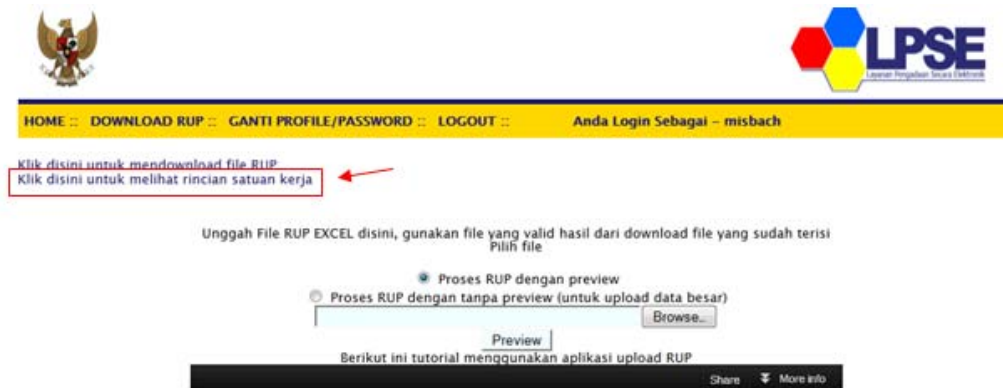 LPSE
Layanan Pengadaan Secara Elektronik
HOME :: DOWNLOAD RUP :: GANTI PROFILE/PASSWORD :: LOGOUT :: Anda Login Sebagai – misbach
Klik disini untuk mendownload file RUP
Klik disini untuk melihat rincian satuan kerja
Unggah File RUP EXCEL disini, gunakan file yang valid hasil dari download file yang sudah terisi
Pilih file
Proses RUP dengan preview
Proses RUP dengan tanpa preview (untuk upload data besar)
Browse...
Preview
Berikut ini tutorial menggunakan aplikasi upload RUP
Share More info